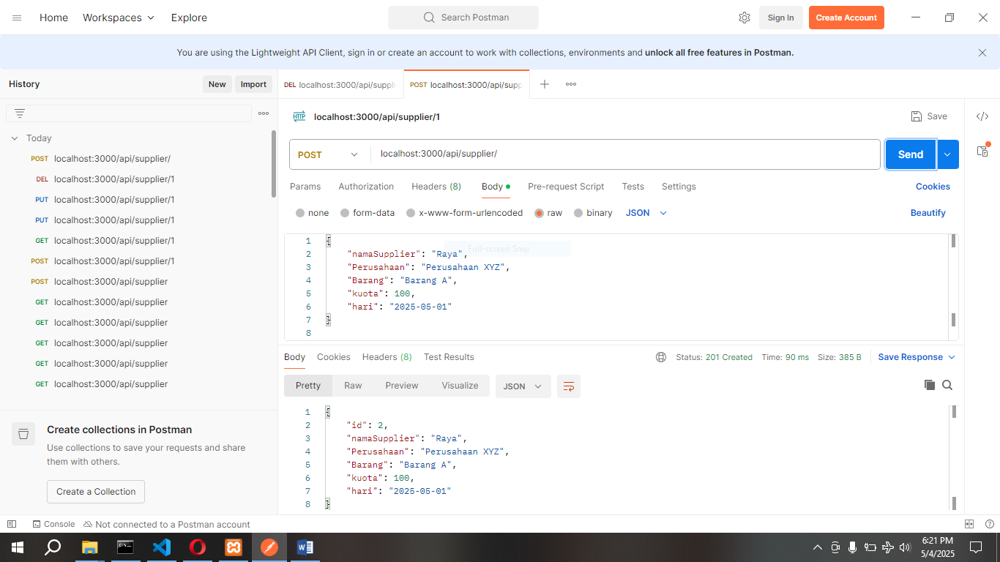 Home
Workspaces
Explore
Search Postman
Sign In
Create Account
You are using the Lightweight API Client, sign in or create an account to work with collections, environments and unlock all free features in Postman.
History
New
Import
DEL localhost:3000/api/suppli
POST localhost:3000/api/supp
Today
POST localhost:3000/api/supplier/
DEL localhost:3000/api/supplier/1
PUT localhost:3000/api/supplier/1
PUT localhost:3000/api/supplier/1
GET localhost:3000/api/supplier/1
POST localhost:3000/api/supplier/1
POST localhost:3000/api/supplier
GET localhost:3000/api/supplier
GET localhost:3000/api/supplier
GET localhost:3000/api/supplier
GET localhost:3000/api/supplier
GET localhost:3000/api/supplier
Create collections in Postman
Use collections to save your requests and share
them with others.
Create a Collection
HTTP localhost:3000/api/supplier/1
Save
POST
localhost:3000/api/supplier/
Send
Params
Authorization
Headers (8)
Body
Pre-request Script
Tests
Settings
Cookies
none
form-data
x-www-form-urlencoded
raw
binary
JSON
Beautify
Full-screen Snip
1 {
2 "namaSupplier": "Raya",
3 "Perusahaan": "Perusahaan XYZ",
4 "Barang": "Barang A",
5 "kuota": 100,
6 "hari": "2025-05-01"
7 }
8
Body
Cookies
Headers (8)
Test Results
Status: 201 Created
Time: 90 ms
Size: 385 B
Save Response
Pretty
Raw
Preview
Visualize
JSON
1 {
2 "id": 2,
3 "namaSupplier": "Raya",
4 "Perusahaan": "Perusahaan XYZ",
5 "Barang": "Barang A",
6 "kuota": 100,
7 "hari": "2025-05-01"
8 }
Console
Not connected to a Postman account
6:21 PM
5/4/2025